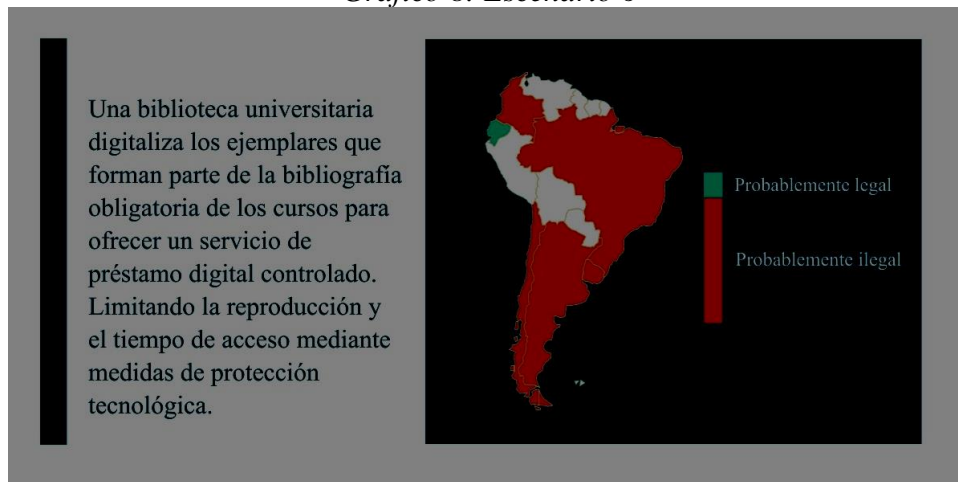 Una biblioteca universitaria
digitaliza los ejemplares que
forman parte de la bibliografía
obligatoria de los cursos para
ofrecer un servicio de
préstamo digital controlado.
Limitando la reproducción y
el tiempo de acceso mediante
medidas de protección
tecnológica.
Probablemente legal
Probablemente ilegal